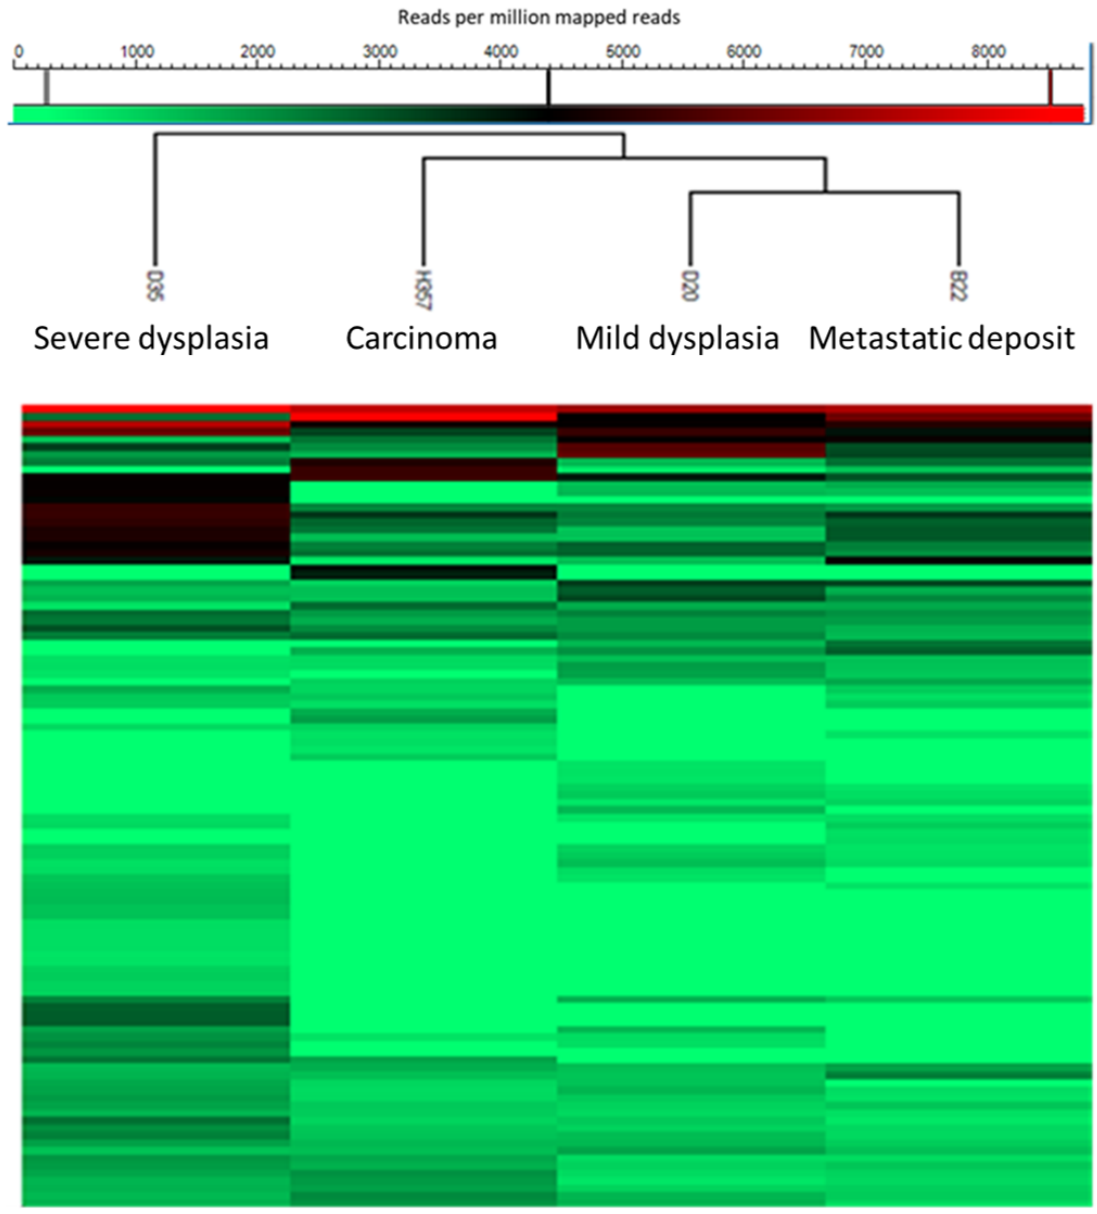 Reads per million mapped reads
0 1000 2000 3000 4000 5000 6000 7000 8000
D35 H357 D20 B22
Severe dysplasia Carcinoma Mild dysplasia Metastatic deposit